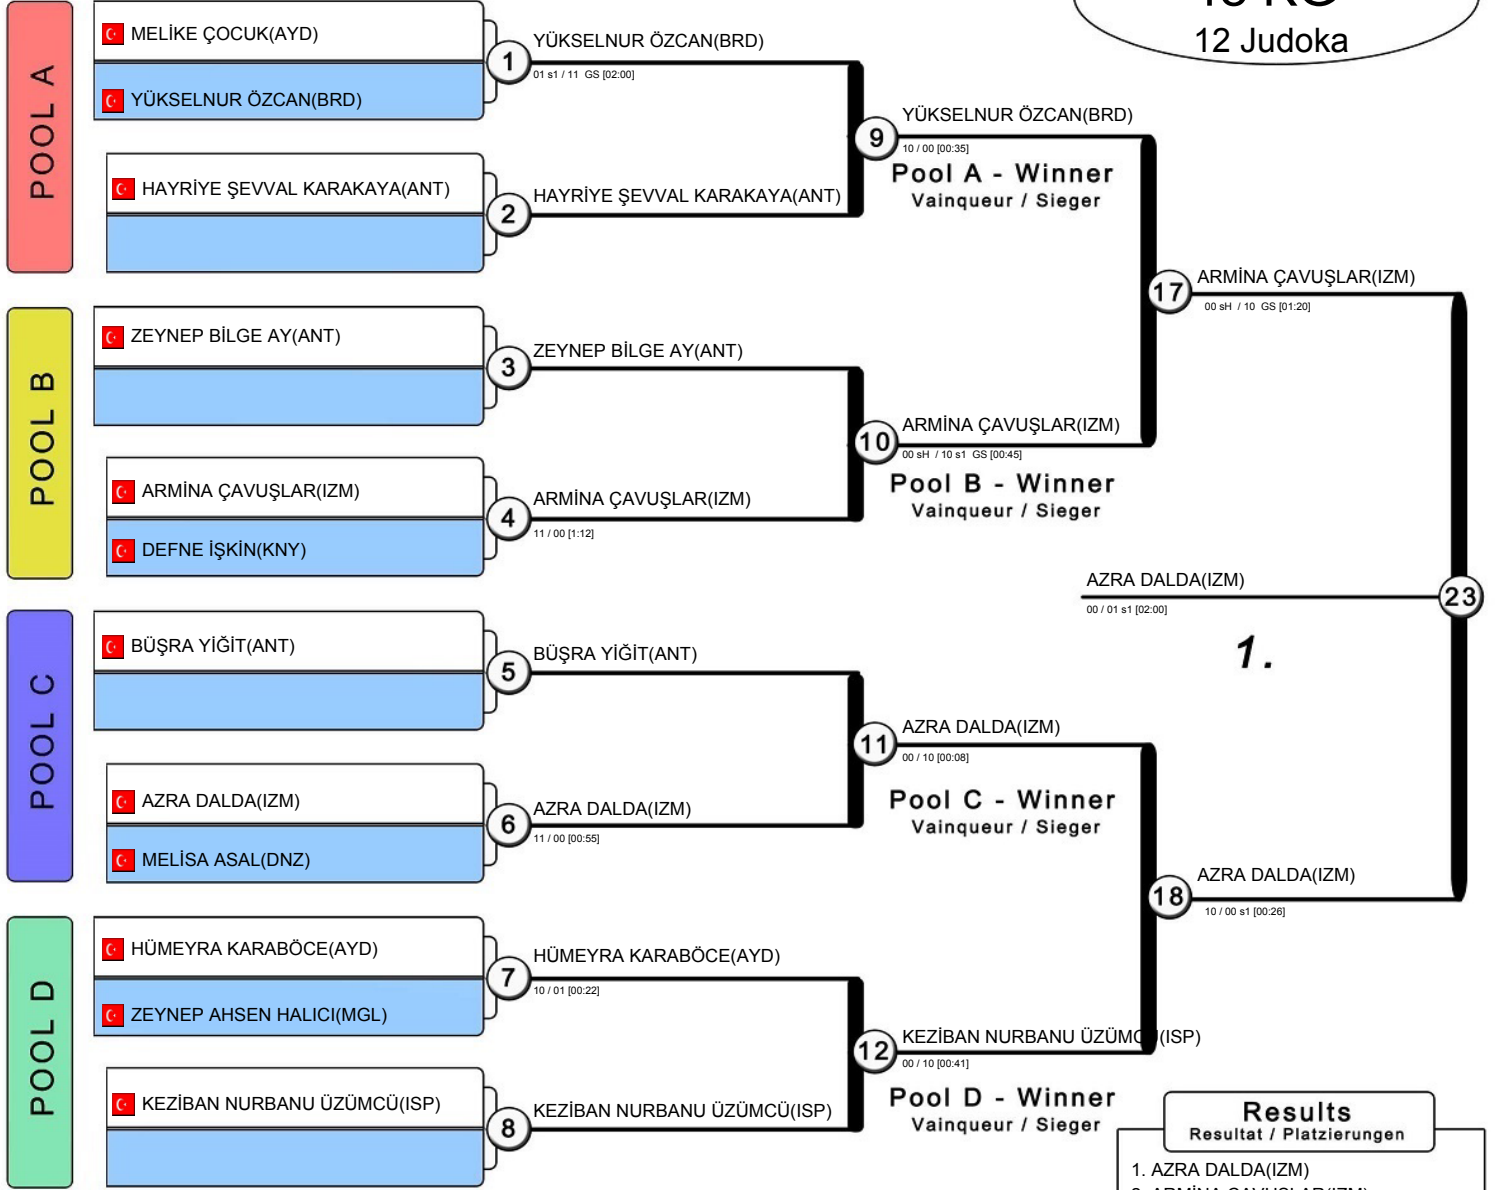 12 Judoka
POOL A
MELİKE ÇOCUK(AYD)
YÜKSELNUR ÖZCAN(BRD)
HAYRİYE ŞEVVAL KARAKAYA(ANT)
1
YÜKSELNUR ÖZCAN(BRD)
01 s1 / 11 GS [02:00]
2
HAYRİYE ŞEVVAL KARAKAYA(ANT)
9
YÜKSELNUR ÖZCAN(BRD)
10 / 00 [00:35]
Pool A - Winner
Vainqueur / Sieger
POOL B
ZEYNEP BİLGE AY(ANT)
ARMİNA ÇAVUŞLAR(IZM)
DEFNE İŞKİN(KNY)
3
ZEYNEP BİLGE AY(ANT)
4
ARMİNA ÇAVUŞLAR(IZM)
11 / 00 [1:12]
10
ARMİNA ÇAVUŞLAR(IZM)
00 sH / 10 s1 GS [00:45]
Pool B - Winner
Vainqueur / Sieger
17
ARMİNA ÇAVUŞLAR(IZM)
00 sH / 10 GS [01:20]
POOL C
BÜŞRA YİĞİT(ANT)
AZRA DALDA(IZM)
MELİSA ASAL(DNZ)
5
BÜŞRA YİĞİT(ANT)
6
AZRA DALDA(IZM)
11 / 00 [00:55]
11
AZRA DALDA(IZM)
00 / 10 [00:08]
Pool C - Winner
Vainqueur / Sieger
POOL D
HÜMEYRA KARABÖCE(AYD)
ZEYNEP AHSEN HALICI(MGL)
KEZİBAN NURBANU ÜZÜMCÜ(ISP)
7
HÜMEYRA KARABÖCE(AYD)
10 / 01 [00:22]
8
KEZİBAN NURBANU ÜZÜMCÜ(ISP)
12
KEZİBAN NURBANU ÜZÜMCÜ(ISP)
00 / 10 [00:41]
Pool D - Winner
Vainqueur / Sieger
18
AZRA DALDA(IZM)
10 / 00 s1 [00:26]
AZRA DALDA(IZM)
23
00 / 01 s1 [02:00]
1.
Results
Resultat / Platzierungen
1. AZRA DALDA(IZM)